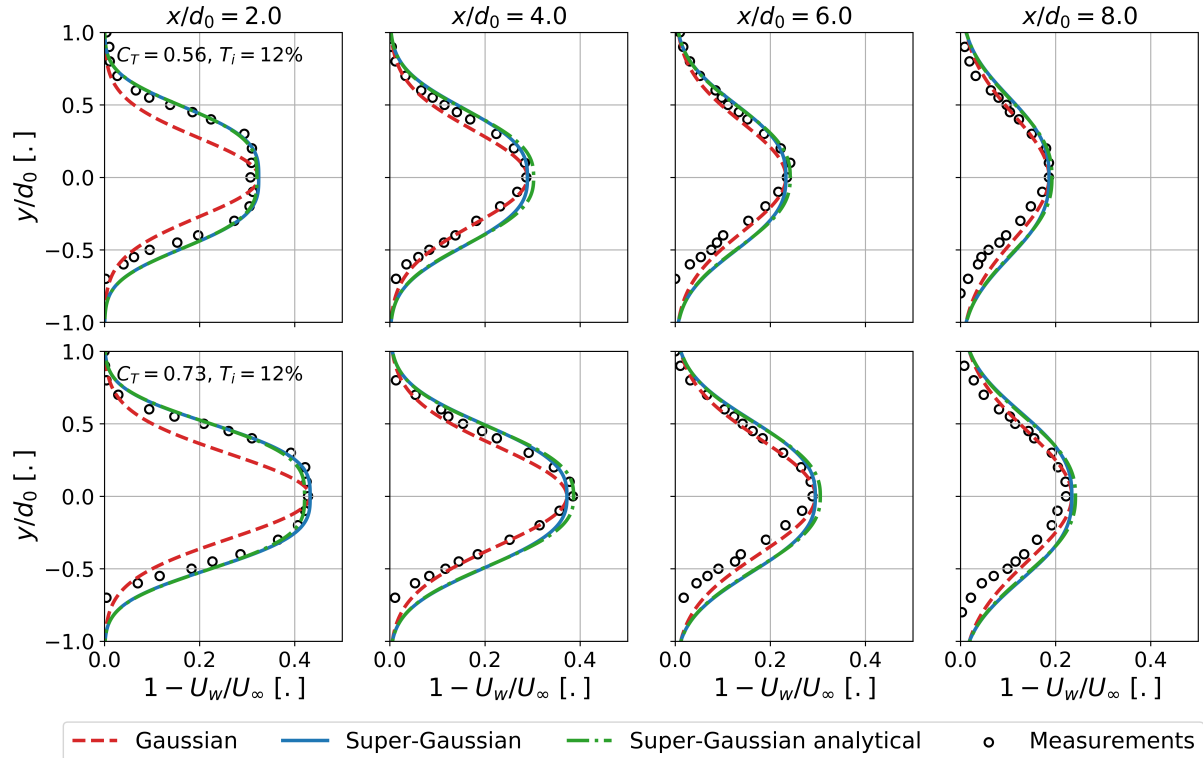 x/d₀ = 2.0 x/d₀ = 4.0 x/d₀ = 6.0 x/d₀ = 8.0
C_T = 0.56, T_i = 12%
1.0
0.5
0.0
−0.5
−1.0
y/d₀ [.]
C_T = 0.73, T_i = 12%
1.0
0.5
0.0
−0.5
−1.0
y/d₀ [.]
0.0 0.2 0.4 0.0 0.2 0.4 0.0 0.2 0.4 0.0 0.2 0.4
1 − U_w/U_∞ [.] 1 − U_w/U_∞ [.] 1 − U_w/U_∞ [.] 1 − U_w/U_∞ [.]
Gaussian Super-Gaussian Super-Gaussian analytical Measurements